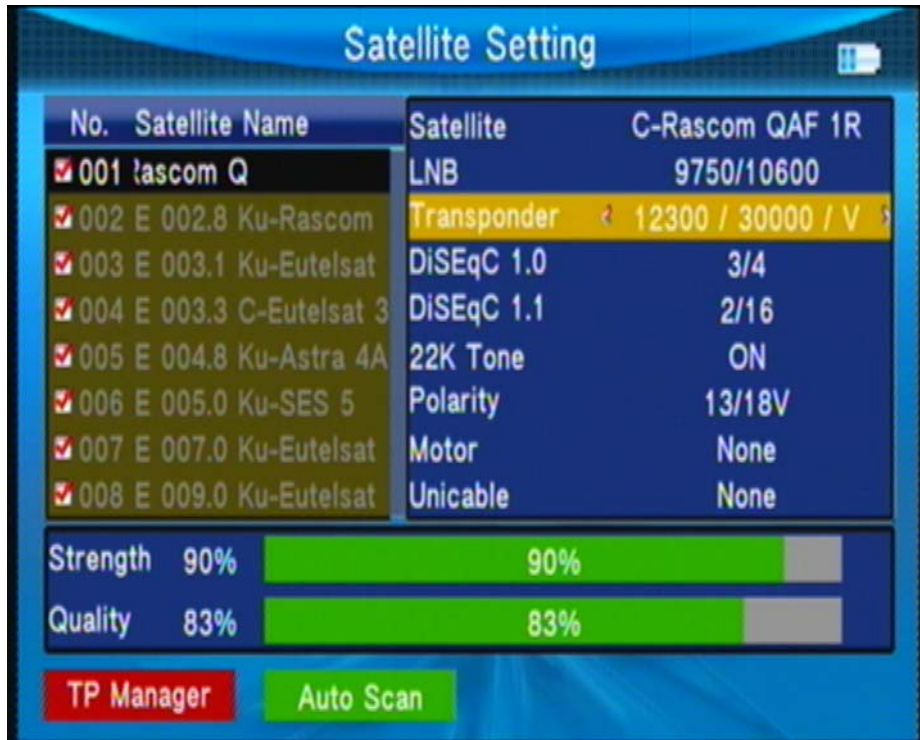 Satellite Setting
No. Satellite Name
001 Rascom Q
002 E 002.8 Ku-Rascom
003 E 003.1 Ku-Eutelsat
004 E 003.3 C-Eutelsat 3
005 E 004.8 Ku-Astra 4A
006 E 005.0 Ku-SES 5
007 E 007.0 Ku-Eutelsat
008 E 009.0 Ku-Eutelsat
Satellite C-Rascom QAF 1R
LNB 9750/10600
Transponder 12300 / 30000 / V
DiSEqC 1.0 3/4
DiSEqC 1.1 2/16
22K Tone ON
Polarity 13/18V
Motor None
Unicable None
Strength 90% 90%
Quality 83% 83%
TP Manager Auto Scan